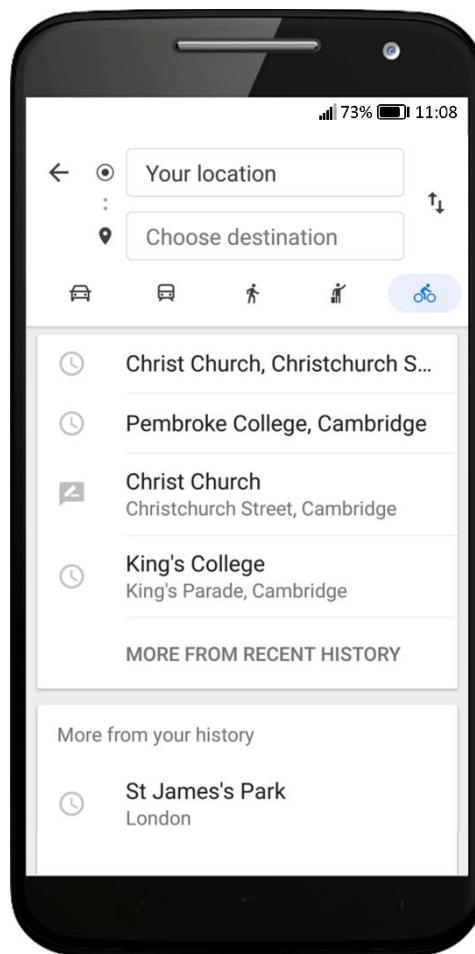 73% 11:08
Your location
Choose destination
Christ Church, Christchurch S...
Pembroke College, Cambridge
Christ Church
Christchurch Street, Cambridge
King's College
King's Parade, Cambridge
MORE FROM RECENT HISTORY
More from your history
St James's Park
London